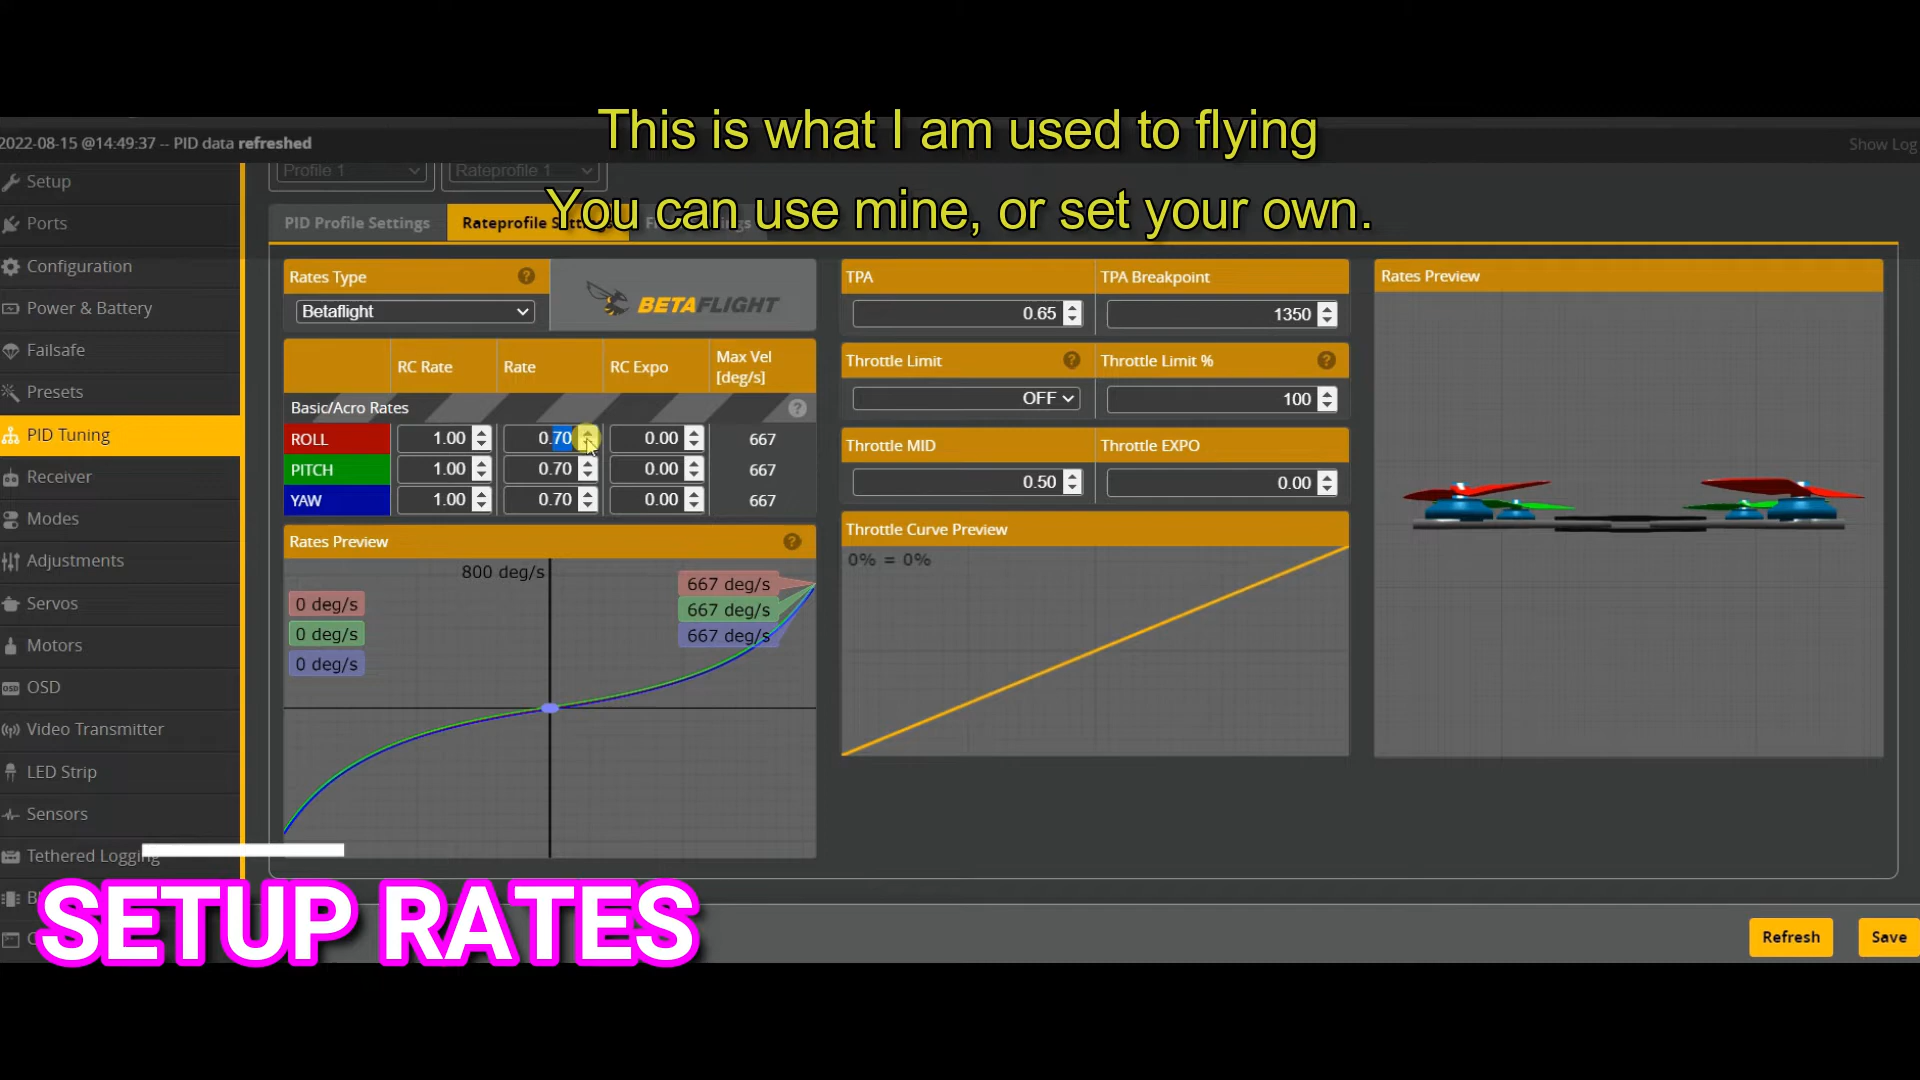 This is what I am used to flying
You can use mine, or set your own.
2022-08-15 @14:49:37 -- PID data refreshed
Show Log
Profile 1
Rateprofile 1
PID Profile Settings
Rateprofile
Setup
Ports
Configuration
Power & Battery
Failsafe
Presets
PID Tuning
Receiver
Modes
Adjustments
Servos
Motors
OSD
Video Transmitter
LED Strip
Sensors
Tethered Logging
Rates Type
Betaflight
BETAFLIGHT
RC Rate Rate RC Expo Max Vel
[deg/s]
Basic/Acro Rates
ROLL 1.00 0.70 0.00 667
PITCH 1.00 0.70 0.00 667
YAW 1.00 0.70 0.00 667
Rates Preview
800 deg/s
0 deg/s
0 deg/s
0 deg/s
667 deg/s
667 deg/s
667 deg/s
TPA TPA Breakpoint
0.65 1350
Throttle Limit Throttle Limit %
OFF 100
Throttle MID Throttle EXPO
0.50 0.00
Throttle Curve Preview
0% = 0%
Rates Preview
SETUP RATES
Refresh
Save